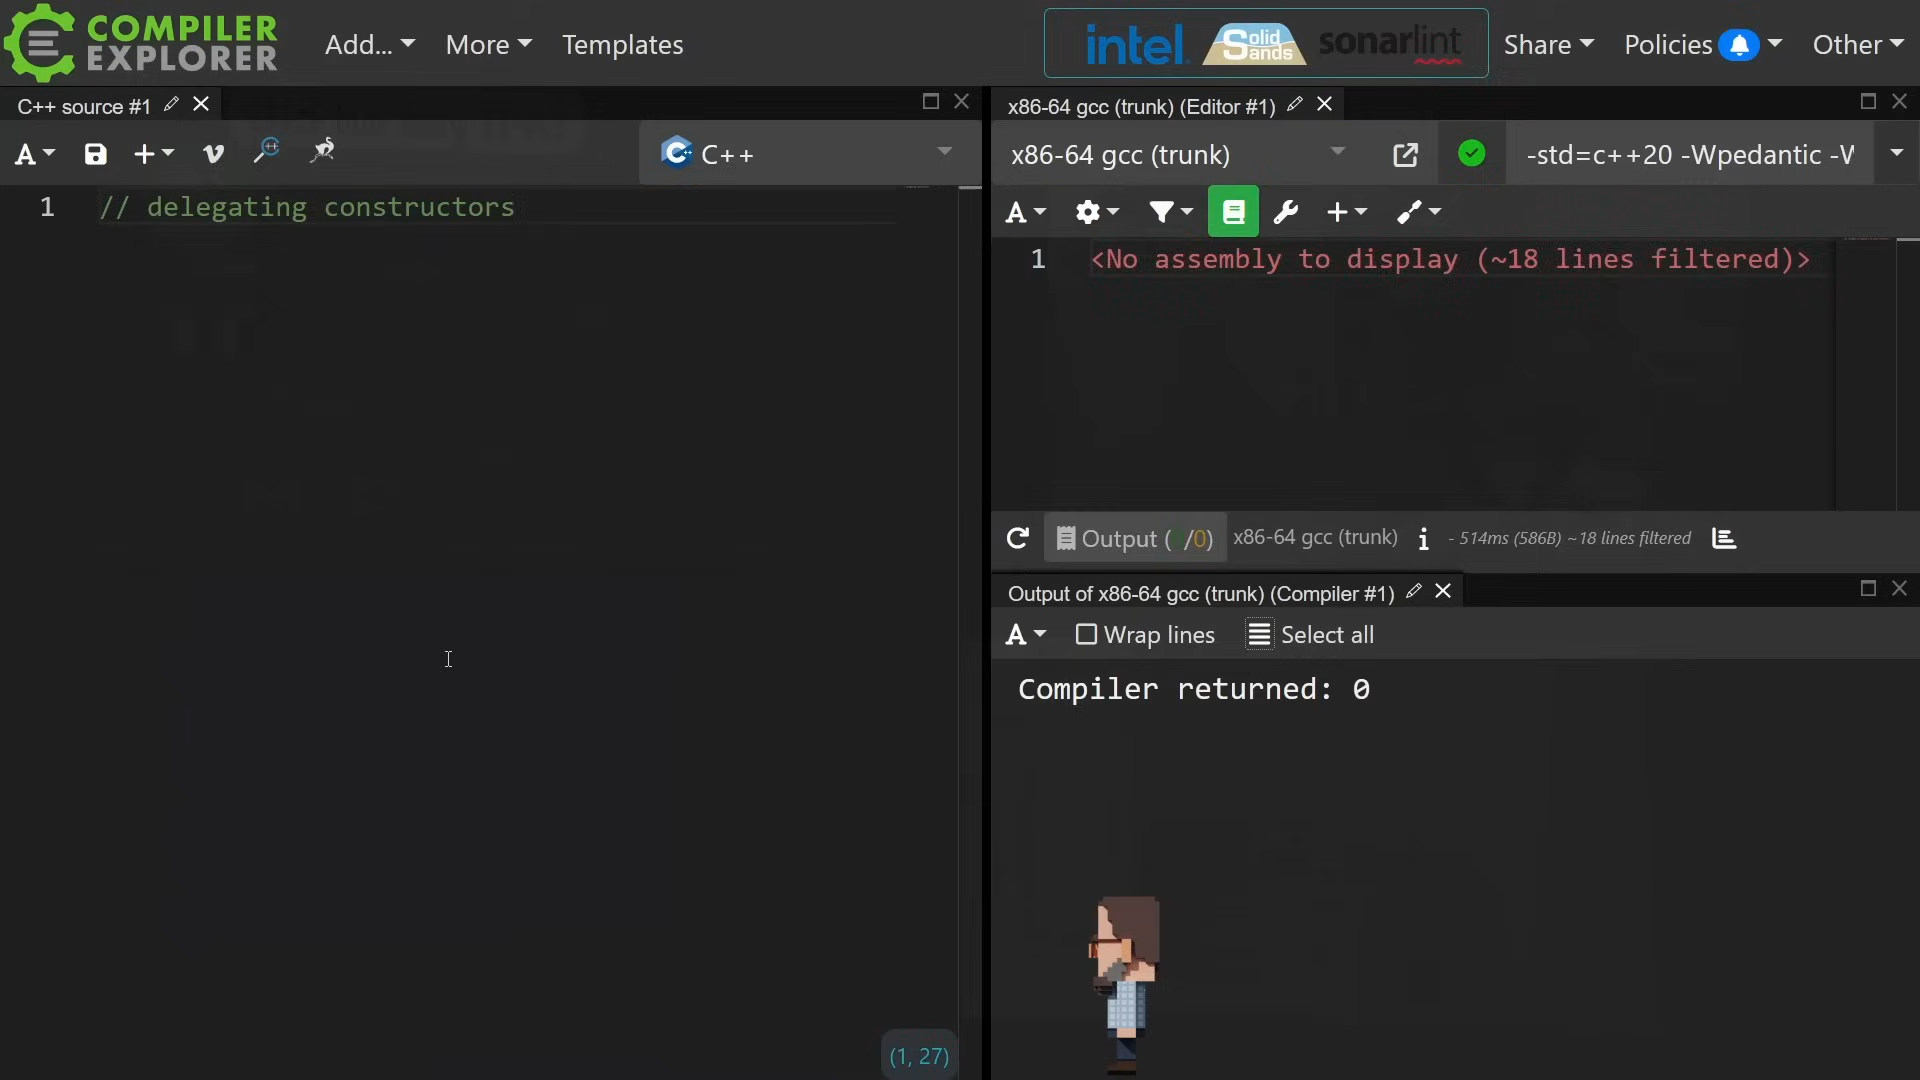 COMPILER
EXPLORER
Add...
More
Templates
intel.
Solid
Sands
sonarlint
Share
Policies
Other
C++ source #1
x86-64 gcc (trunk) (Editor #1)
A
C++
x86-64 gcc (trunk)
-std=c++20 -Wpedantic -W
1
// delegating constructors
A
1
<No assembly to display (~18 lines filtered)>
Output ( /0)
x86-64 gcc (trunk)
- 514ms (586B) ~18 lines filtered
Output of x86-64 gcc (trunk) (Compiler #1)
A
Wrap lines
Select all
Compiler returned: 0
(1, 27)